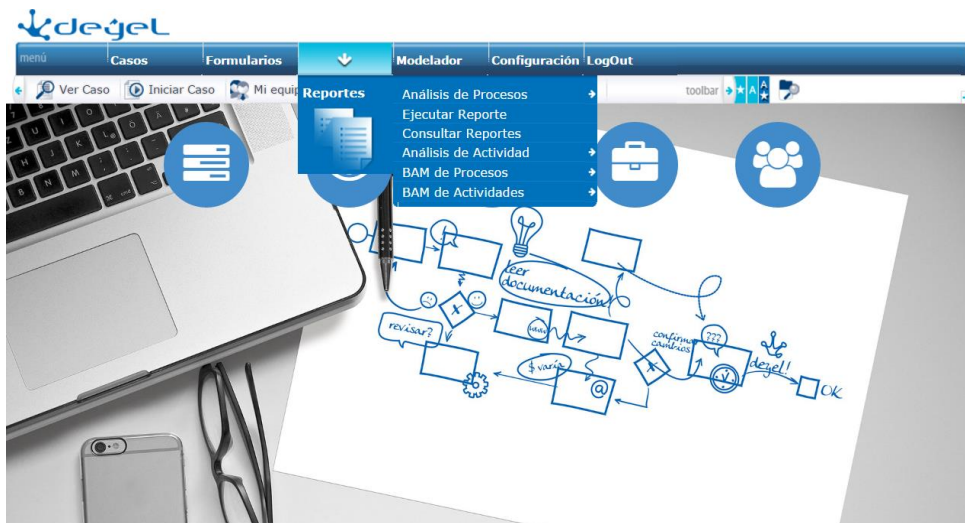 deyel
menú
Casos
Formularios
Modelador
Configuración
LogOut
Ver Caso
Iniciar Caso
Mi equip
toolbar
A
A
Reportes
Análisis de Procesos
Ejecutar Reporte
Consultar Reportes
Análisis de Actividad
BAM de Procesos
BAM de Actividades
leer
documentación
revisar?
$ varía
@
confirma
cambios
???
deyel!
OK